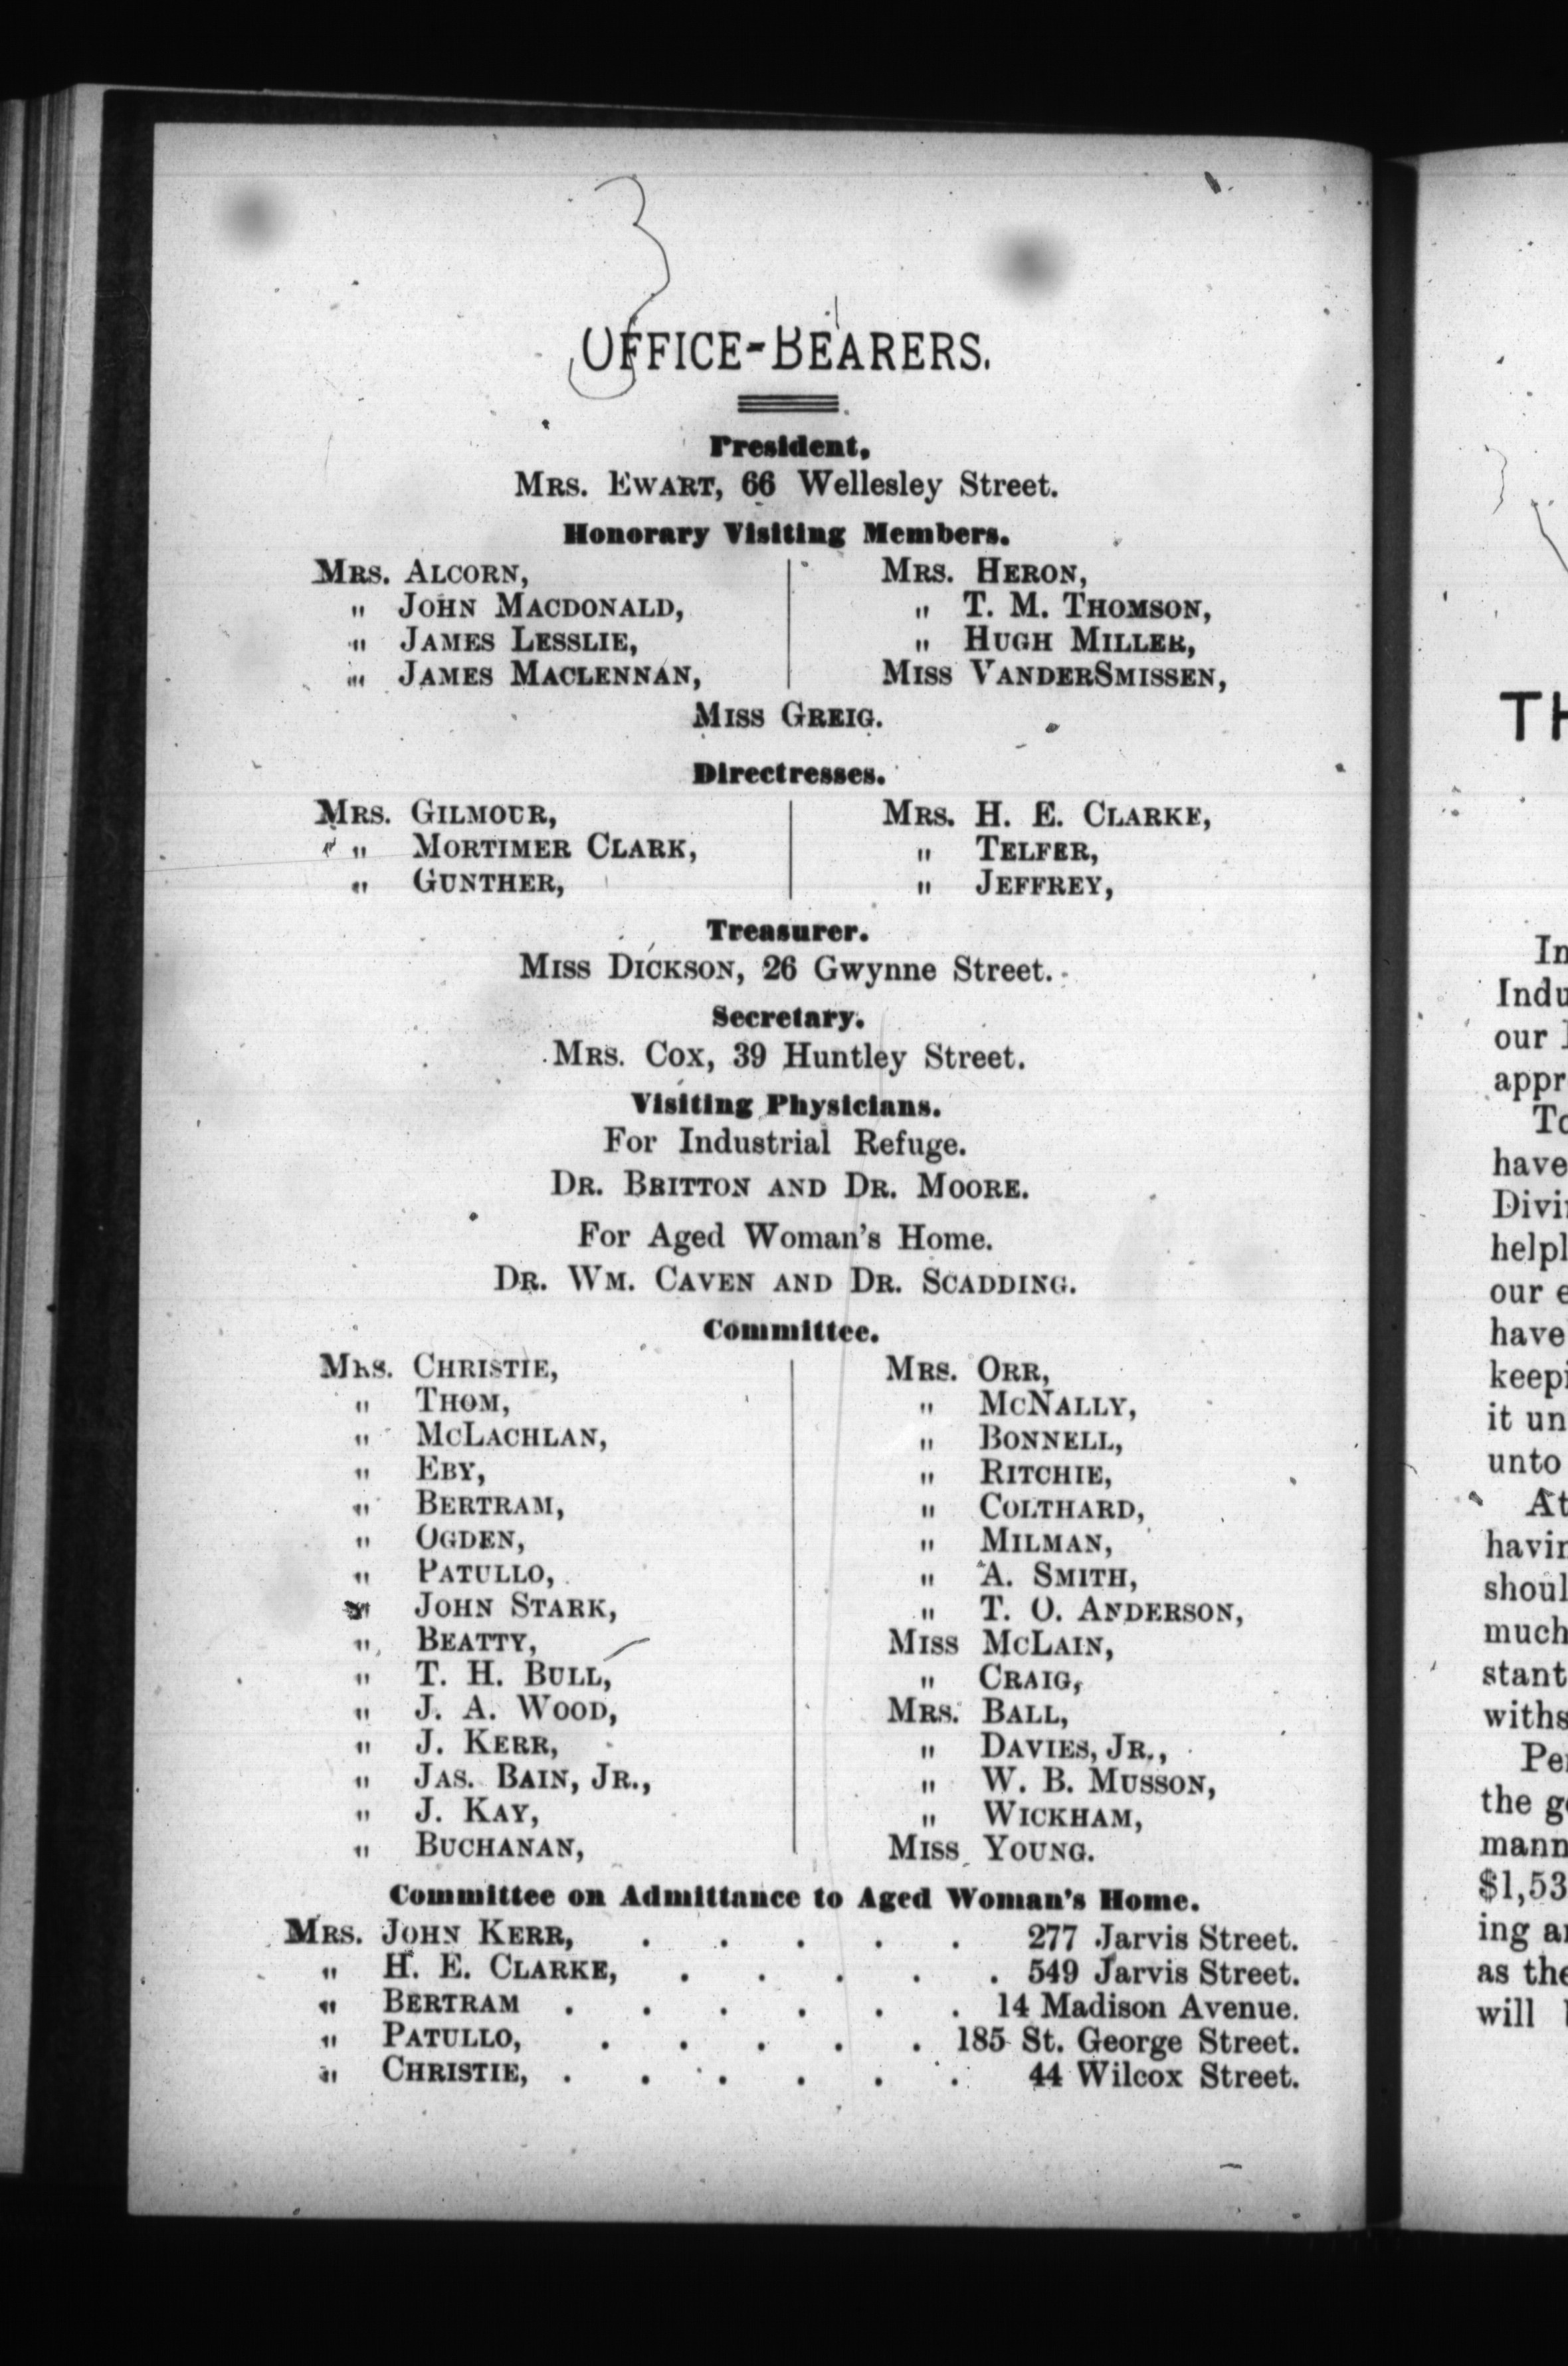 OFFICE-BEARERS.
President,
MRS. EWART, 66 Wellesley Street.
Honorary Visiting Members.
MRS. ALCORN,
" JOHN MACDONALD,
" JAMES LESSLIE,
" JAMES MACLENNAN,
MRS. HERON,
" T. M. THOMSON,
" HUGH MILLER,
MISS VANDERSMISSEN,
MISS GREIG.
Directresses.
MRS. GILMOUR,
" MORTIMER CLARK,
" GUNTHER,
MRS. H. E. CLARKE,
" TELFER,
" JEFFREY,
Treasurer.
MISS DICKSON, 26 Gwynne Street.
Secretary.
MRS. COX, 39 Huntley Street.
Visiting Physicians.
For Industrial Refuge.
DR. BRITTON AND DR. MOORE.
For Aged Woman's Home.
DR. WM. CAVEN AND DR. SCADDING.
Committee.
MRS. CHRISTIE,
" THOM,
" MCLACHLAN,
" EBY,
" BERTRAM,
" OGDEN,
" PATULLO,
" JOHN STARK,
" BEATTY,
" T. H. BULL,
" J. A. WOOD,
" J. KERR,
" JAS. BAIN, JR.,
" J. KAY,
" BUCHANAN,
MRS. ORR,
" MCNALLY,
" BONNELL,
" RITCHIE,
" COLTHARD,
" MILMAN,
" A. SMITH,
" T. O. ANDERSON,
MISS MCLAIN,
" CRAIG,
MRS. BALL,
" DAVIES, JR.,
" W. B. MUSSON,
" WICKHAM,
MISS YOUNG.
Committee on Admittance to Aged Woman's Home.
MRS. JOHN KERR, . . . . . 277 Jarvis Street.
" H. E. CLARKE, . . . . . 549 Jarvis Street.
" BERTRAM . . . . . . 14 Madison Avenue.
" PATULLO, . . . . . 185 St. George Street.
" CHRISTIE, . . . . . . 44 Wilcox Street.
TH
In
Indu
our
appr
To
have
Divi
helpl
our e
have
keepi
it un
unto
At
havin
shoul
much
stant
withs
Per
the g
mann
$1,53
ing a
as the
will